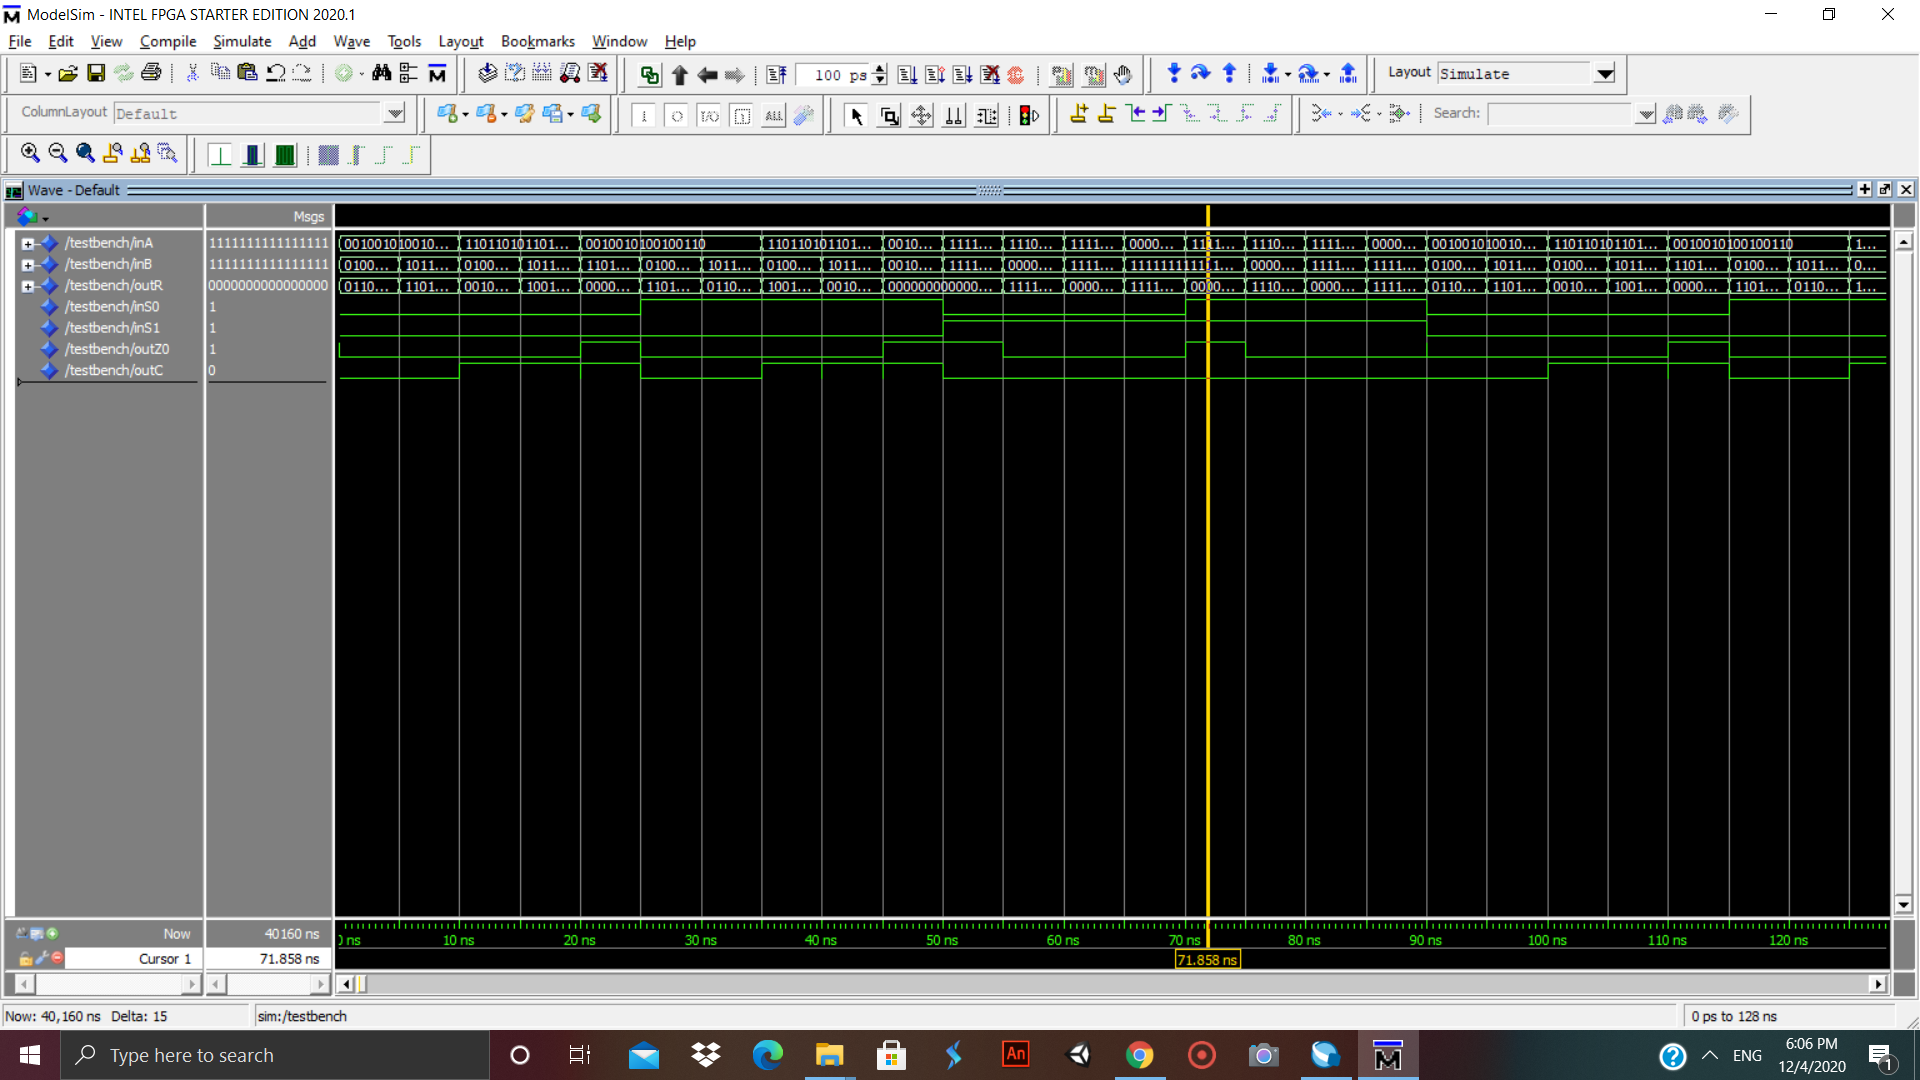 ModelSim - INTEL FPGA STARTER EDITION 2020.1
File Edit View Compile Simulate Add Wave Tools Layout Bookmarks Window Help
100 ps
Layout Simulate
ColumnLayout Default
ALL
Search:
Wave - Default
Msgs
/testbench/inA 1111111111111111 001001010010...110110101101... 0010010100100110 110110101101... 0010... 1111... 1110... 1111... 0000... 1111... 1110... 1111... 0000... 001001010010... 110110101101... 0010010100100110 1...
/testbench/inB 1111111111111111 0100... 1011... 0100... 1011... 1101... 0100... 1011... 0100... 1011... 0010... 1111... 0000... 1111... 111111111111... 0000... 1111... 1111... 0100... 1011... 0100... 1011... 1101... 0100... 1011... 0...
/testbench/outR 0000000000000000 0110... 1101... 0010... 1001... 0000... 1101... 0110... 1001... 0010... 000000000000... 1111... 0000... 1111... 0000... 1110... 0000... 1111... 0110... 1101... 0010... 1001... 0000... 1101... 0110... 1...
/testbench/inS0 1
/testbench/inS1 1
/testbench/outZ0 1
/testbench/outC 0
Now 40160 ns ns 10 ns 20 ns 30 ns 40 ns 50 ns 60 ns 70 ns 80 ns 90 ns 100 ns 110 ns 120 ns
Cursor 1 71.858 ns 71.858 ns
Now: 40,160 ns Delta: 15 sim:/testbench 0 ps to 128 ns
Type here to search
An
ENG
6:06 PM
12/4/2020
1